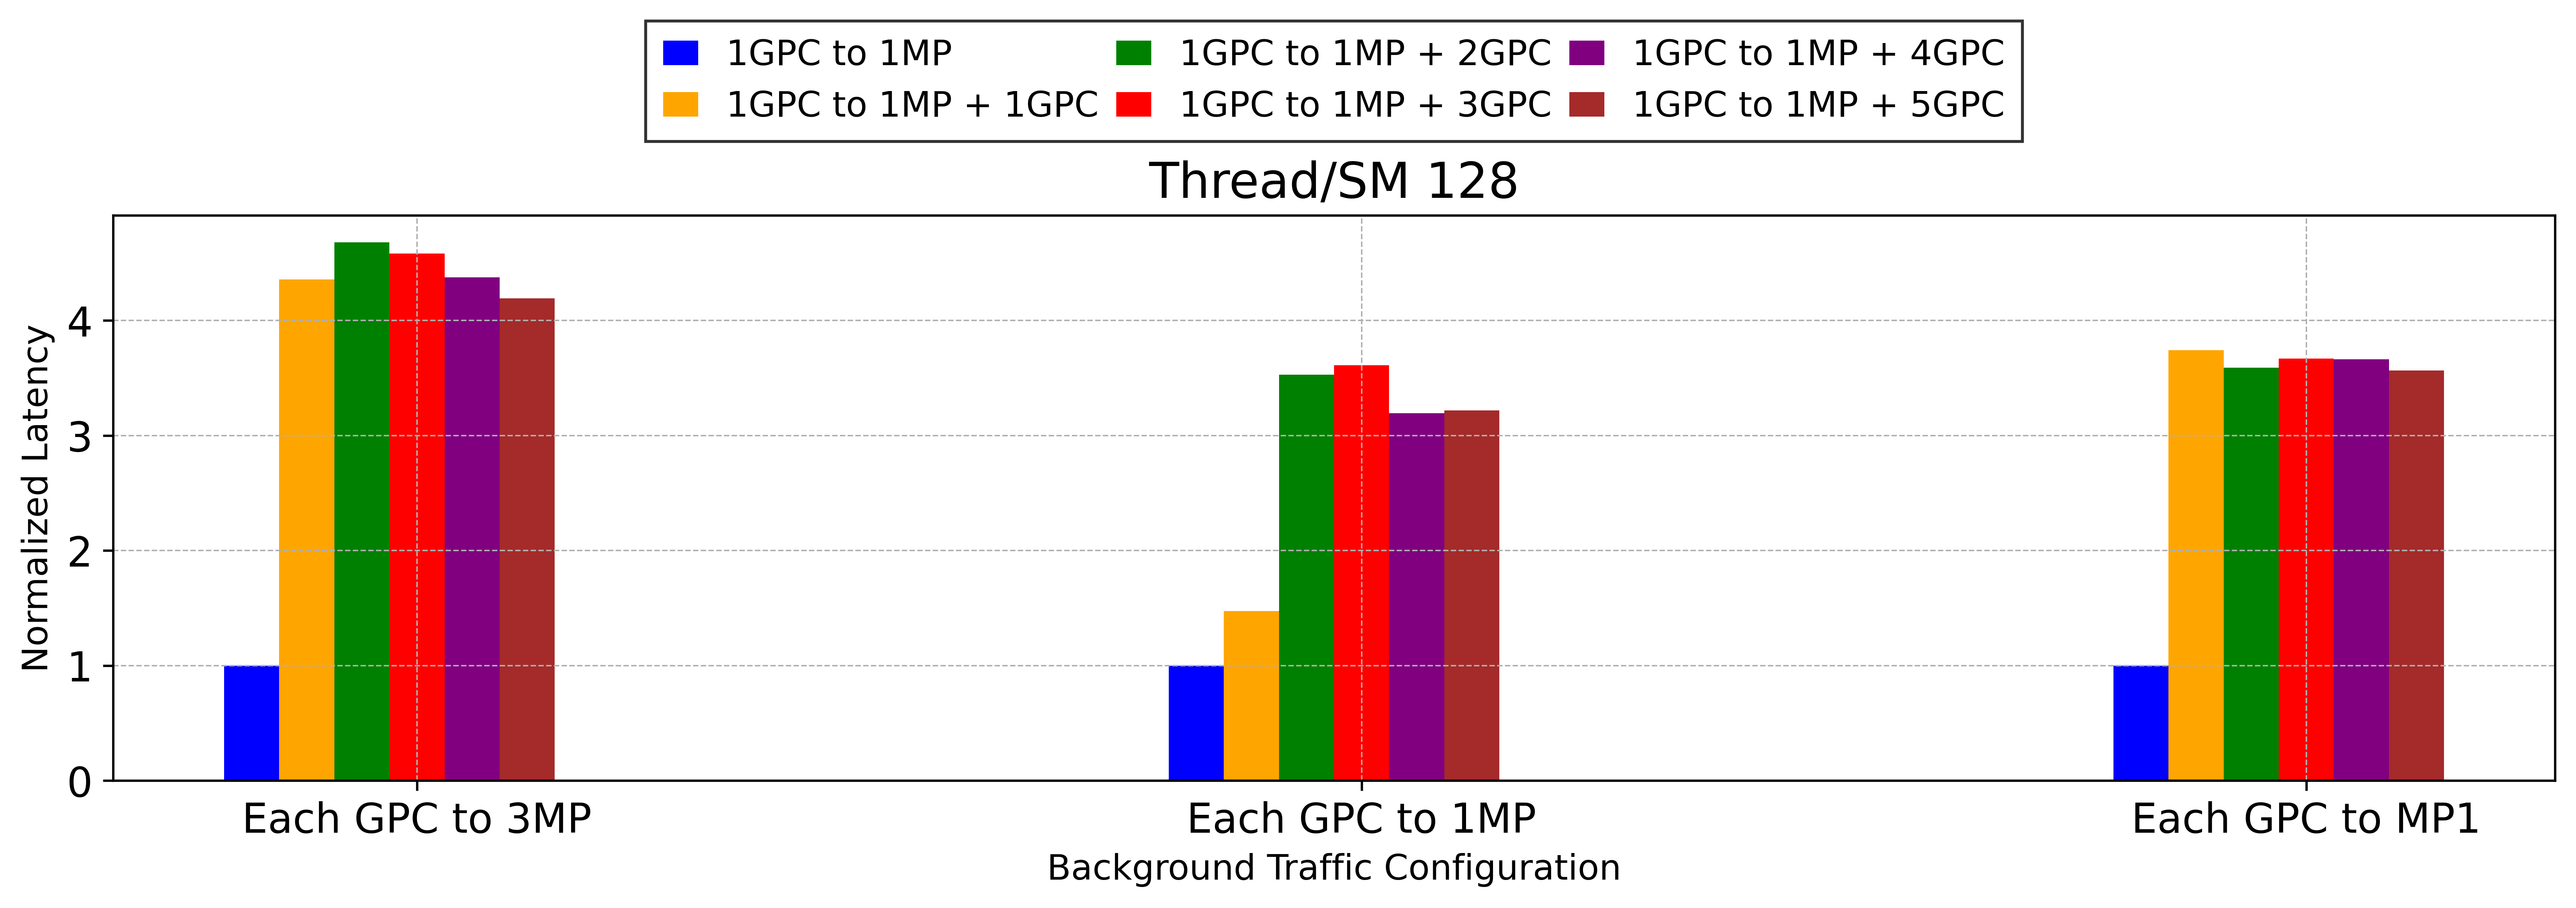 1GPC to 1MP
1GPC to 1MP + 1GPC
1GPC to 1MP + 2GPC
1GPC to 1MP + 3GPC
1GPC to 1MP + 4GPC
1GPC to 1MP + 5GPC
Thread/SM 128
Normalized Latency
4
3
2
1
0
Each GPC to 3MP
Each GPC to 1MP
Each GPC to MP1
Background Traffic Configuration